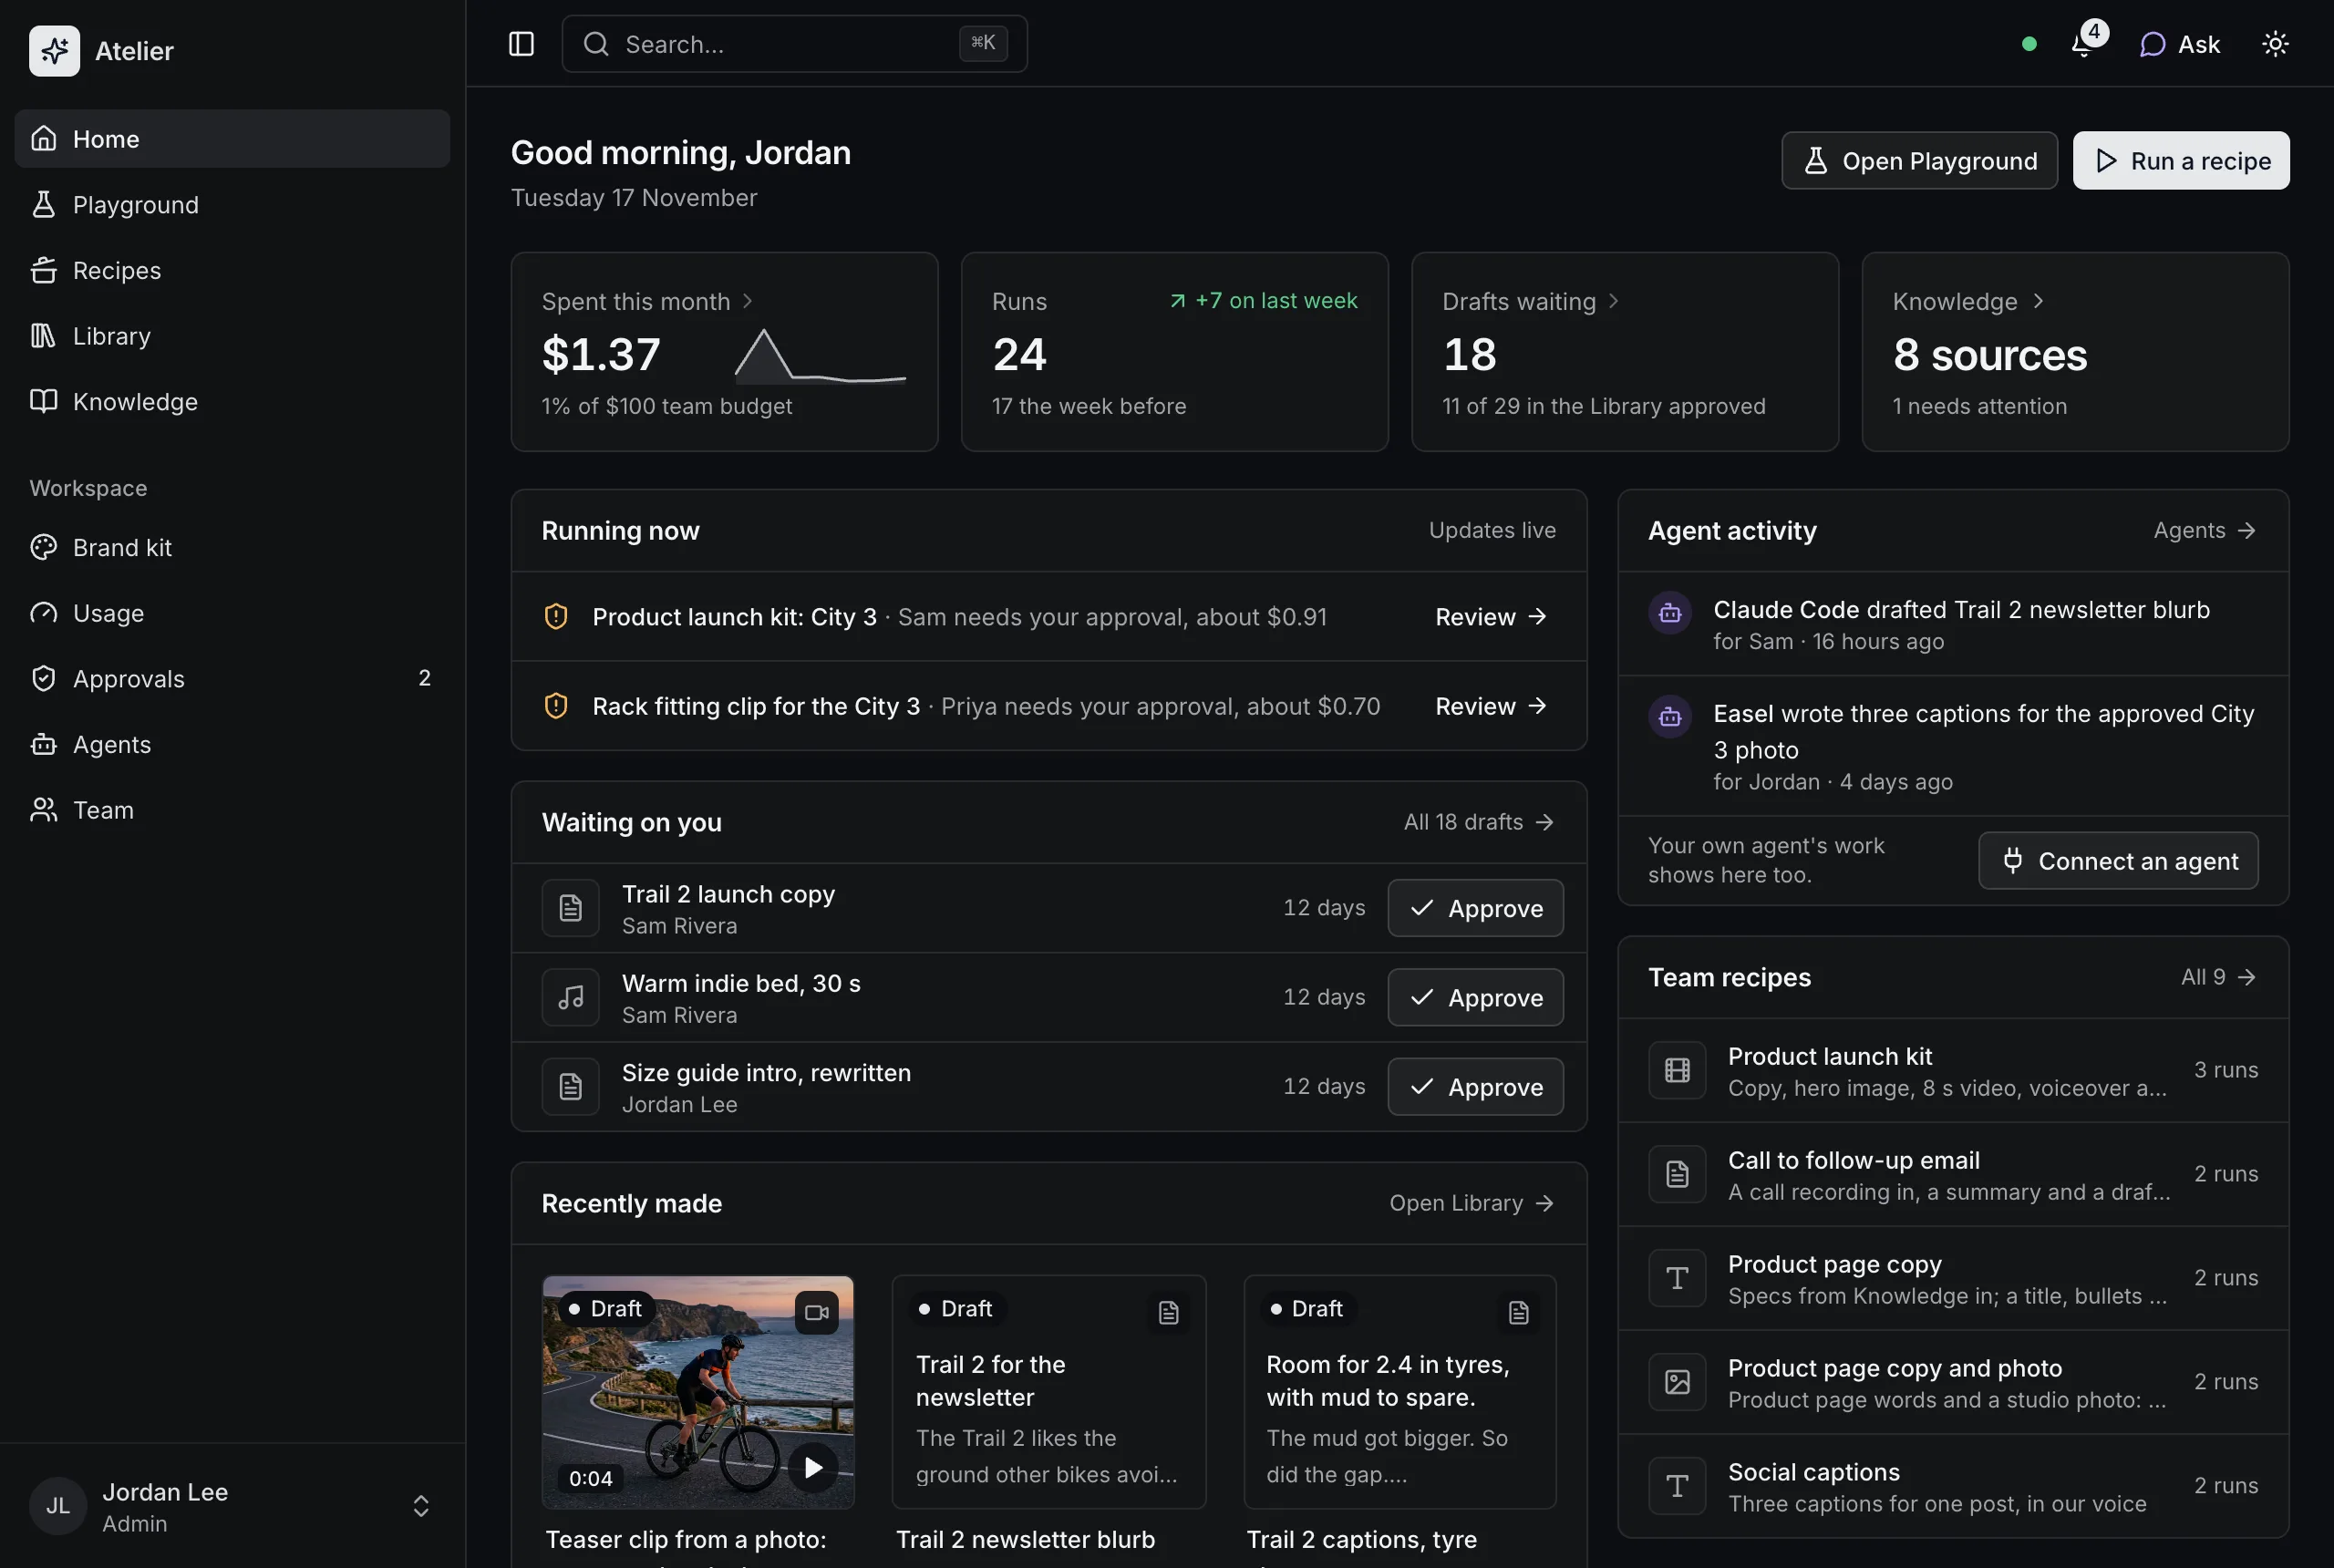 Atelier
Home
Playground
Recipes
Library
Knowledge
Workspace
Brand kit
Usage
Approvals
2
Agents
Team
JL
Jordan Lee
Admin
Search...
⌘K
4
Ask
Good morning, Jordan
Tuesday 17 November
Open Playground
Run a recipe
Spent this month
$1.37
1% of $100 team budget
Runs
+7 on last week
24
17 the week before
Drafts waiting
18
11 of 29 in the Library approved
Knowledge
8 sources
1 needs attention
Running now
Updates live
Product launch kit: City 3 · Sam needs your approval, about $0.91
Review
Rack fitting clip for the City 3 · Priya needs your approval, about $0.70
Review
Waiting on you
All 18 drafts
Trail 2 launch copy
Sam Rivera
12 days
Approve
Warm indie bed, 30 s
Sam Rivera
12 days
Approve
Size guide intro, rewritten
Jordan Lee
12 days
Approve
Recently made
Open Library
Draft
0:04
Teaser clip from a photo:
Draft
Trail 2 for the
newsletter
The Trail 2 likes the
ground other bikes avoi...
Trail 2 newsletter blurb
Draft
Room for 2.4 in tyres,
with mud to spare.
The mud got bigger. So
did the gap....
Trail 2 captions, tyre
Agent activity
Agents
Claude Code drafted Trail 2 newsletter blurb
for Sam · 16 hours ago
Easel wrote three captions for the approved City
3 photo
for Jordan · 4 days ago
Your own agent's work
shows here too.
Connect an agent
Team recipes
All 9
Product launch kit
Copy, hero image, 8 s video, voiceover a...
3 runs
Call to follow-up email
A call recording in, a summary and a draf...
2 runs
Product page copy
Specs from Knowledge in; a title, bullets ...
2 runs
Product page copy and photo
Product page words and a studio photo: ...
2 runs
Social captions
Three captions for one post, in our voice
2 runs